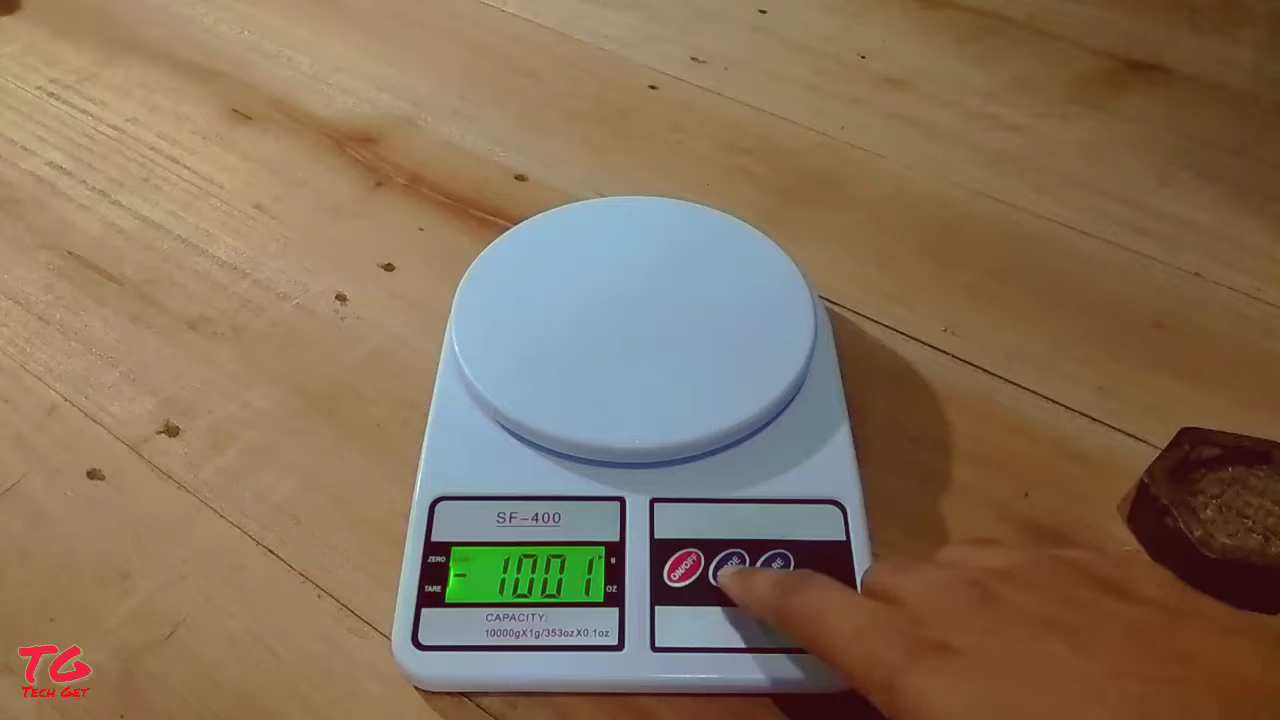 SF-400
ZERO
g
- 1001
TARE
OZ
CAPACITY:
10000gX1g/353ozX0.1oz
ON/OFF
TG
TECH GET